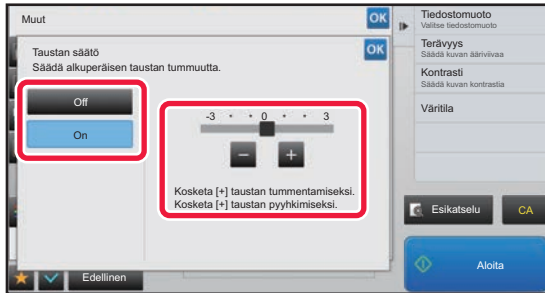 Muut
OK
Taustan säätö
OK
Säädä alkuperäisen taustan tummuutta.
Off
On
-3 • • 0 • • 3
− +
Kosketa [+] taustan tummentamiseksi.
Kosketa [+] taustan pyyhkimiseksi.
Edellinen
Tiedostomuoto
Valitse tiedostomuoto
Terävyys
Säädä kuvan ääriviivaa
Kontrasti
Säädä kuvan kontrastia
Väritila
Esikatselu
CA
Aloita